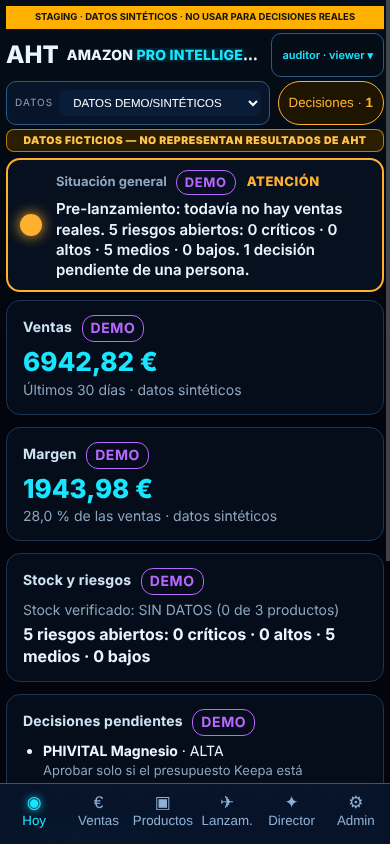 STAGING · DATOS SINTÉTICOS · NO USAR PARA DECISIONES REALES
AHT AMAZON PRO INTELLIGE... auditor · viewer ▾
DATOS DATOS DEMO/SINTÉTICOS Decisiones · 1
DATOS FICTICIOS — NO REPRESENTAN RESULTADOS DE AHT
Situación general DEMO ATENCIÓN
Pre-lanzamiento: todavía no hay ventas
reales. 5 riesgos abiertos: 0 críticos · 0
altos · 5 medios · 0 bajos. 1 decisión
pendiente de una persona.
Ventas DEMO
6942,82 €
Últimos 30 días · datos sintéticos
Margen DEMO
1943,98 €
28,0 % de las ventas · datos sintéticos
Stock y riesgos DEMO
Stock verificado: SIN DATOS (0 de 3 productos)
5 riesgos abiertos: 0 críticos · 0 altos · 5
medios · 0 bajos
Decisiones pendientes DEMO
• PHIVITAL Magnesio · ALTA
Aprobar solo si el presupuesto Keepa está
Hoy Ventas Productos Lanzam. Director Admin